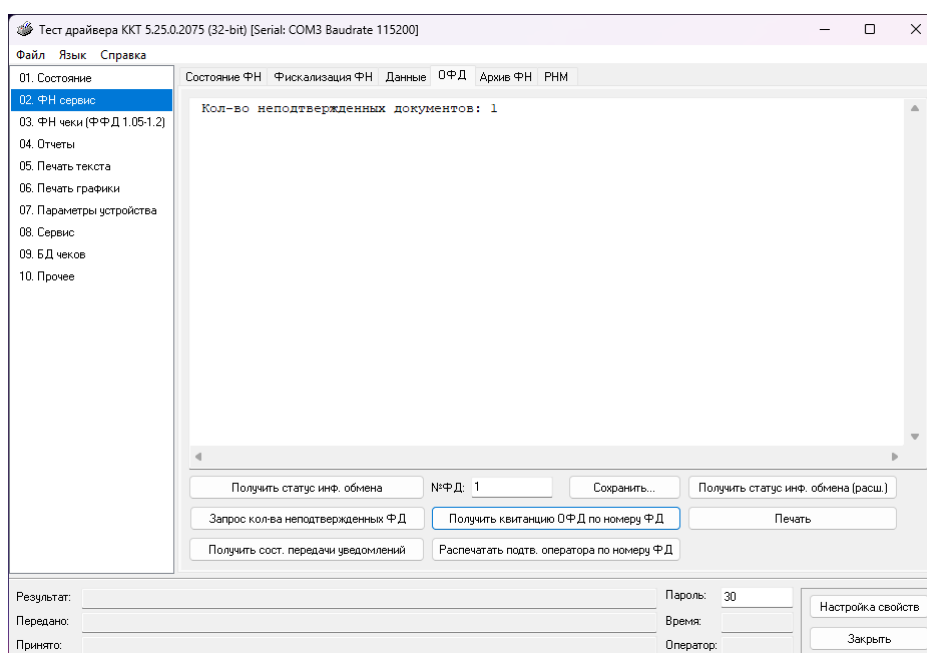 Тест драйвера ККТ 5.25.0.2075 (32-bit) [Serial: COM3 Baudrate 115200]
Файл Язык Справка
01. Состояние
02. ФН сервис
03. ФН чеки (ФФД 1.05-1.2)
04. Отчеты
05. Печать текста
06. Печать графики
07. Параметры устройства
08. Сервис
09. БД чеков
10. Прочее
Состояние ФН Фискализация ФН Данные ОФД Архив ФН РНМ
Кол-во неподтвержденных документов: 1
Получить статус инф. обмена №ФД: 1 Сохранить... Получить статус инф. обмена (расш.)
Запрос кол-ва неподтвержденных ФД Получить квитанцию ОФД по номеру ФД Печать
Получить сост. передачи уведомлений Распечатать подтв. оператора по номеру ФД
Результат: Пароль: 30 Настройка свойств
Передано: Время:
Принято: Оператор: Закрыть